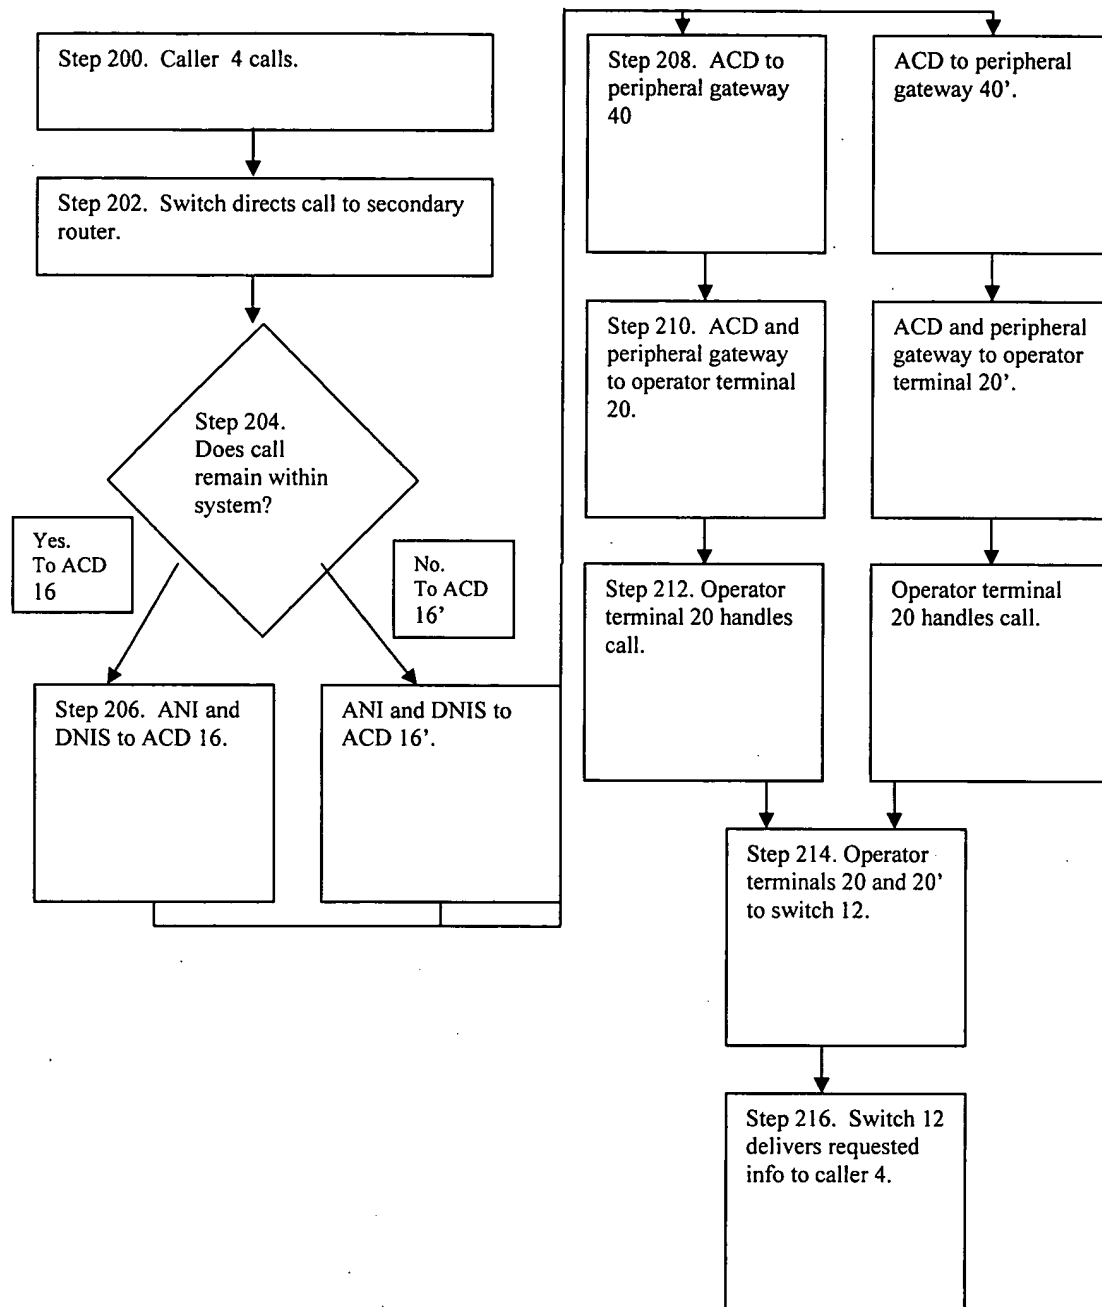 Step 200. Caller 4 calls.
Step 202. Switch directs call to secondary
router.
Step 204.
Does call
remain within
system?
Yes.
To ACD
16
No.
To ACD
16'
Step 206. ANI and
DNIS to ACD 16.
ANI and DNIS to
ACD 16'.
Step 208. ACD to
peripheral gateway
40
ACD to peripheral
gateway 40'.
Step 210. ACD and
peripheral gateway
to operator terminal
20.
ACD and peripheral
gateway to operator
terminal 20'.
Step 212. Operator
terminal 20 handles
call.
Operator terminal
20 handles call.
Step 214. Operator
terminals 20 and 20'
to switch 12.
Step 216. Switch 12
delivers requested
info to caller 4.